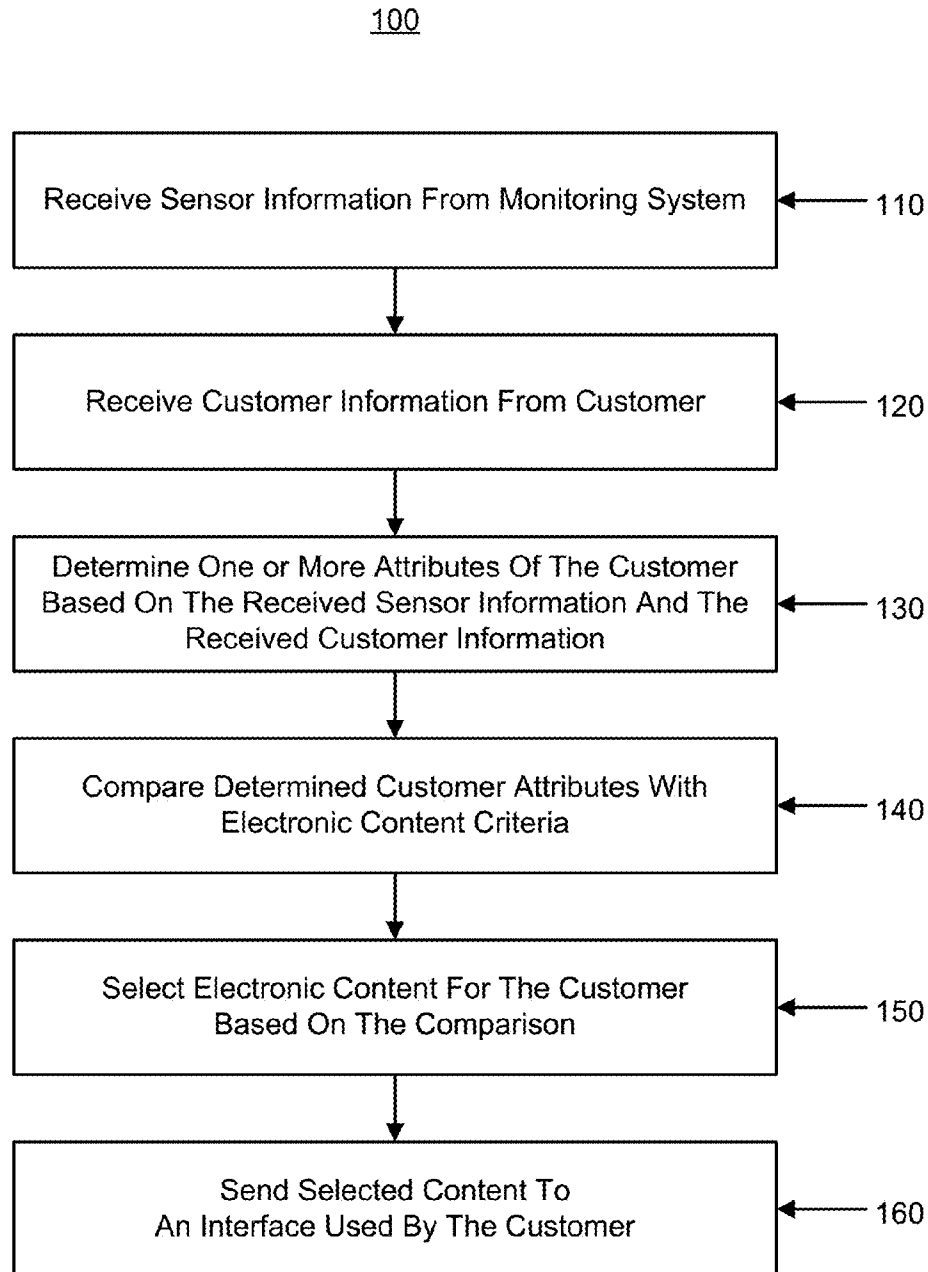 100
Receive Sensor Information From Monitoring System
110
Receive Customer Information From Customer
120
Determine One or More Attributes Of The Customer
Based On The Received Sensor Information And The
Received Customer Information
130
Compare Determined Customer Attributes With
Electronic Content Criteria
140
Select Electronic Content For The Customer
Based On The Comparison
150
Send Selected Content To
An Interface Used By The Customer
160